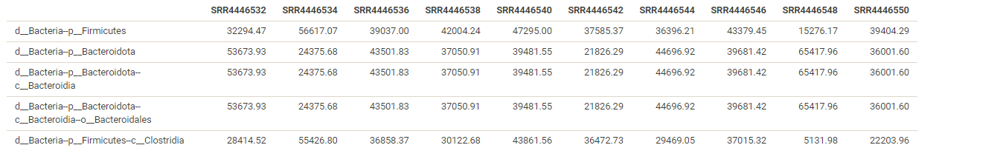 SRR4446532 SRR4446534 SRR4446536 SRR4446538 SRR4446540 SRR4446542 SRR4446544 SRR4446546 SRR4446548 SRR4446550
d__Bacteria--p__Firmicutes 32294.47 56617.07 39037.00 42004.24 47295.00 37585.37 36396.21 43379.45 15276.17 39404.29
d__Bacteria--p__Bacteroidota 53673.93 24375.68 43501.83 37050.91 39481.55 21826.29 44696.92 39681.42 65417.96 36001.60
d__Bacteria--p__Bacteroidota-- 53673.93 24375.68 43501.83 37050.91 39481.55 21826.29 44696.92 39681.42 65417.96 36001.60
c__Bacteroidia
d__Bacteria--p__Bacteroidota-- 53673.93 24375.68 43501.83 37050.91 39481.55 21826.29 44696.92 39681.42 65417.96 36001.60
c__Bacteroidia--o__Bacteroidales
d__Bacteria--p__Firmicutes--c__Clostridia 28414.52 55426.80 36858.37 30122.68 43861.56 36472.73 29469.05 37015.32 5131.98 22203.96